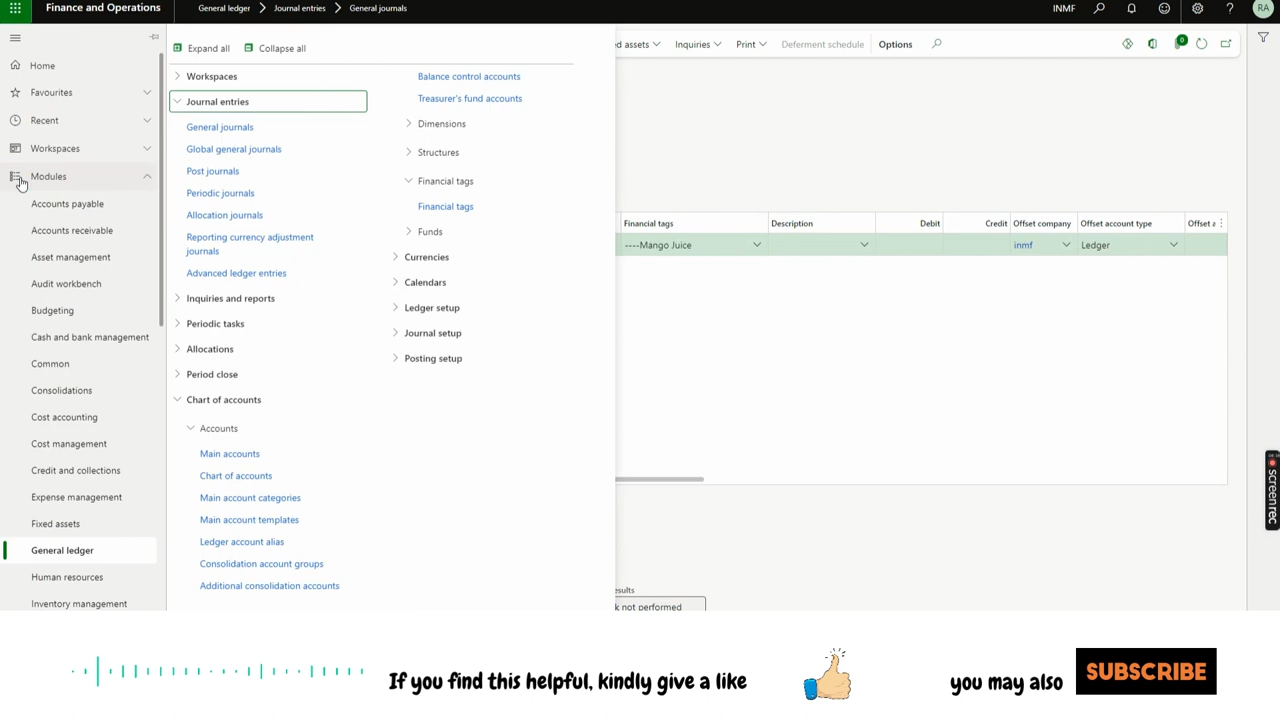 Finance and Operations
General ledger
Journal entries
General journals
INMF
RA
Expand all
Collapse all
Assets
Inquiries
Print
Deferment schedule
Options
0
Home
Favourites
Recent
Workspaces
Modules
Accounts payable
Accounts receivable
Asset management
Audit workbench
Budgeting
Cash and bank management
Common
Consolidations
Cost accounting
Cost management
Credit and collections
Expense management
Fixed assets
General ledger
Human resources
Inventory management
Workspaces
Journal entries
General journals
Global general journals
Post journals
Periodic journals
Allocation journals
Reporting currency adjustment
journals
Advanced ledger entries
Inquiries and reports
Periodic tasks
Allocations
Period close
Chart of accounts
Accounts
Main accounts
Chart of accounts
Main account categories
Main account templates
Ledger account alias
Consolidation account groups
Additional consolidation accounts
Balance control accounts
Treasurer's fund accounts
Dimensions
Structures
Financial tags
Financial tags
Funds
Currencies
Calendars
Ledger setup
Journal setup
Posting setup
Financial tags
Description
Debit
Credit
Offset company
Offset account type
Offset a
----Mango Juice
inmf
Ledger
esults
k not performed
screenrec
If you find this helpful, kindly give a like
you may also
SUBSCRIBE